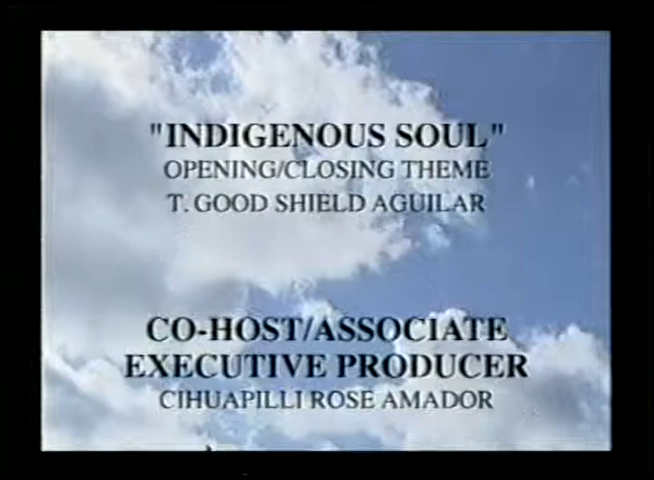 "INDIGENOUS SOUL"
OPENING/CLOSING THEME
T. GOOD SHIELD AGUILAR
CO-HOST/ASSOCIATE
EXECUTIVE PRODUCER
CIHUAPILLI ROSE AMADOR